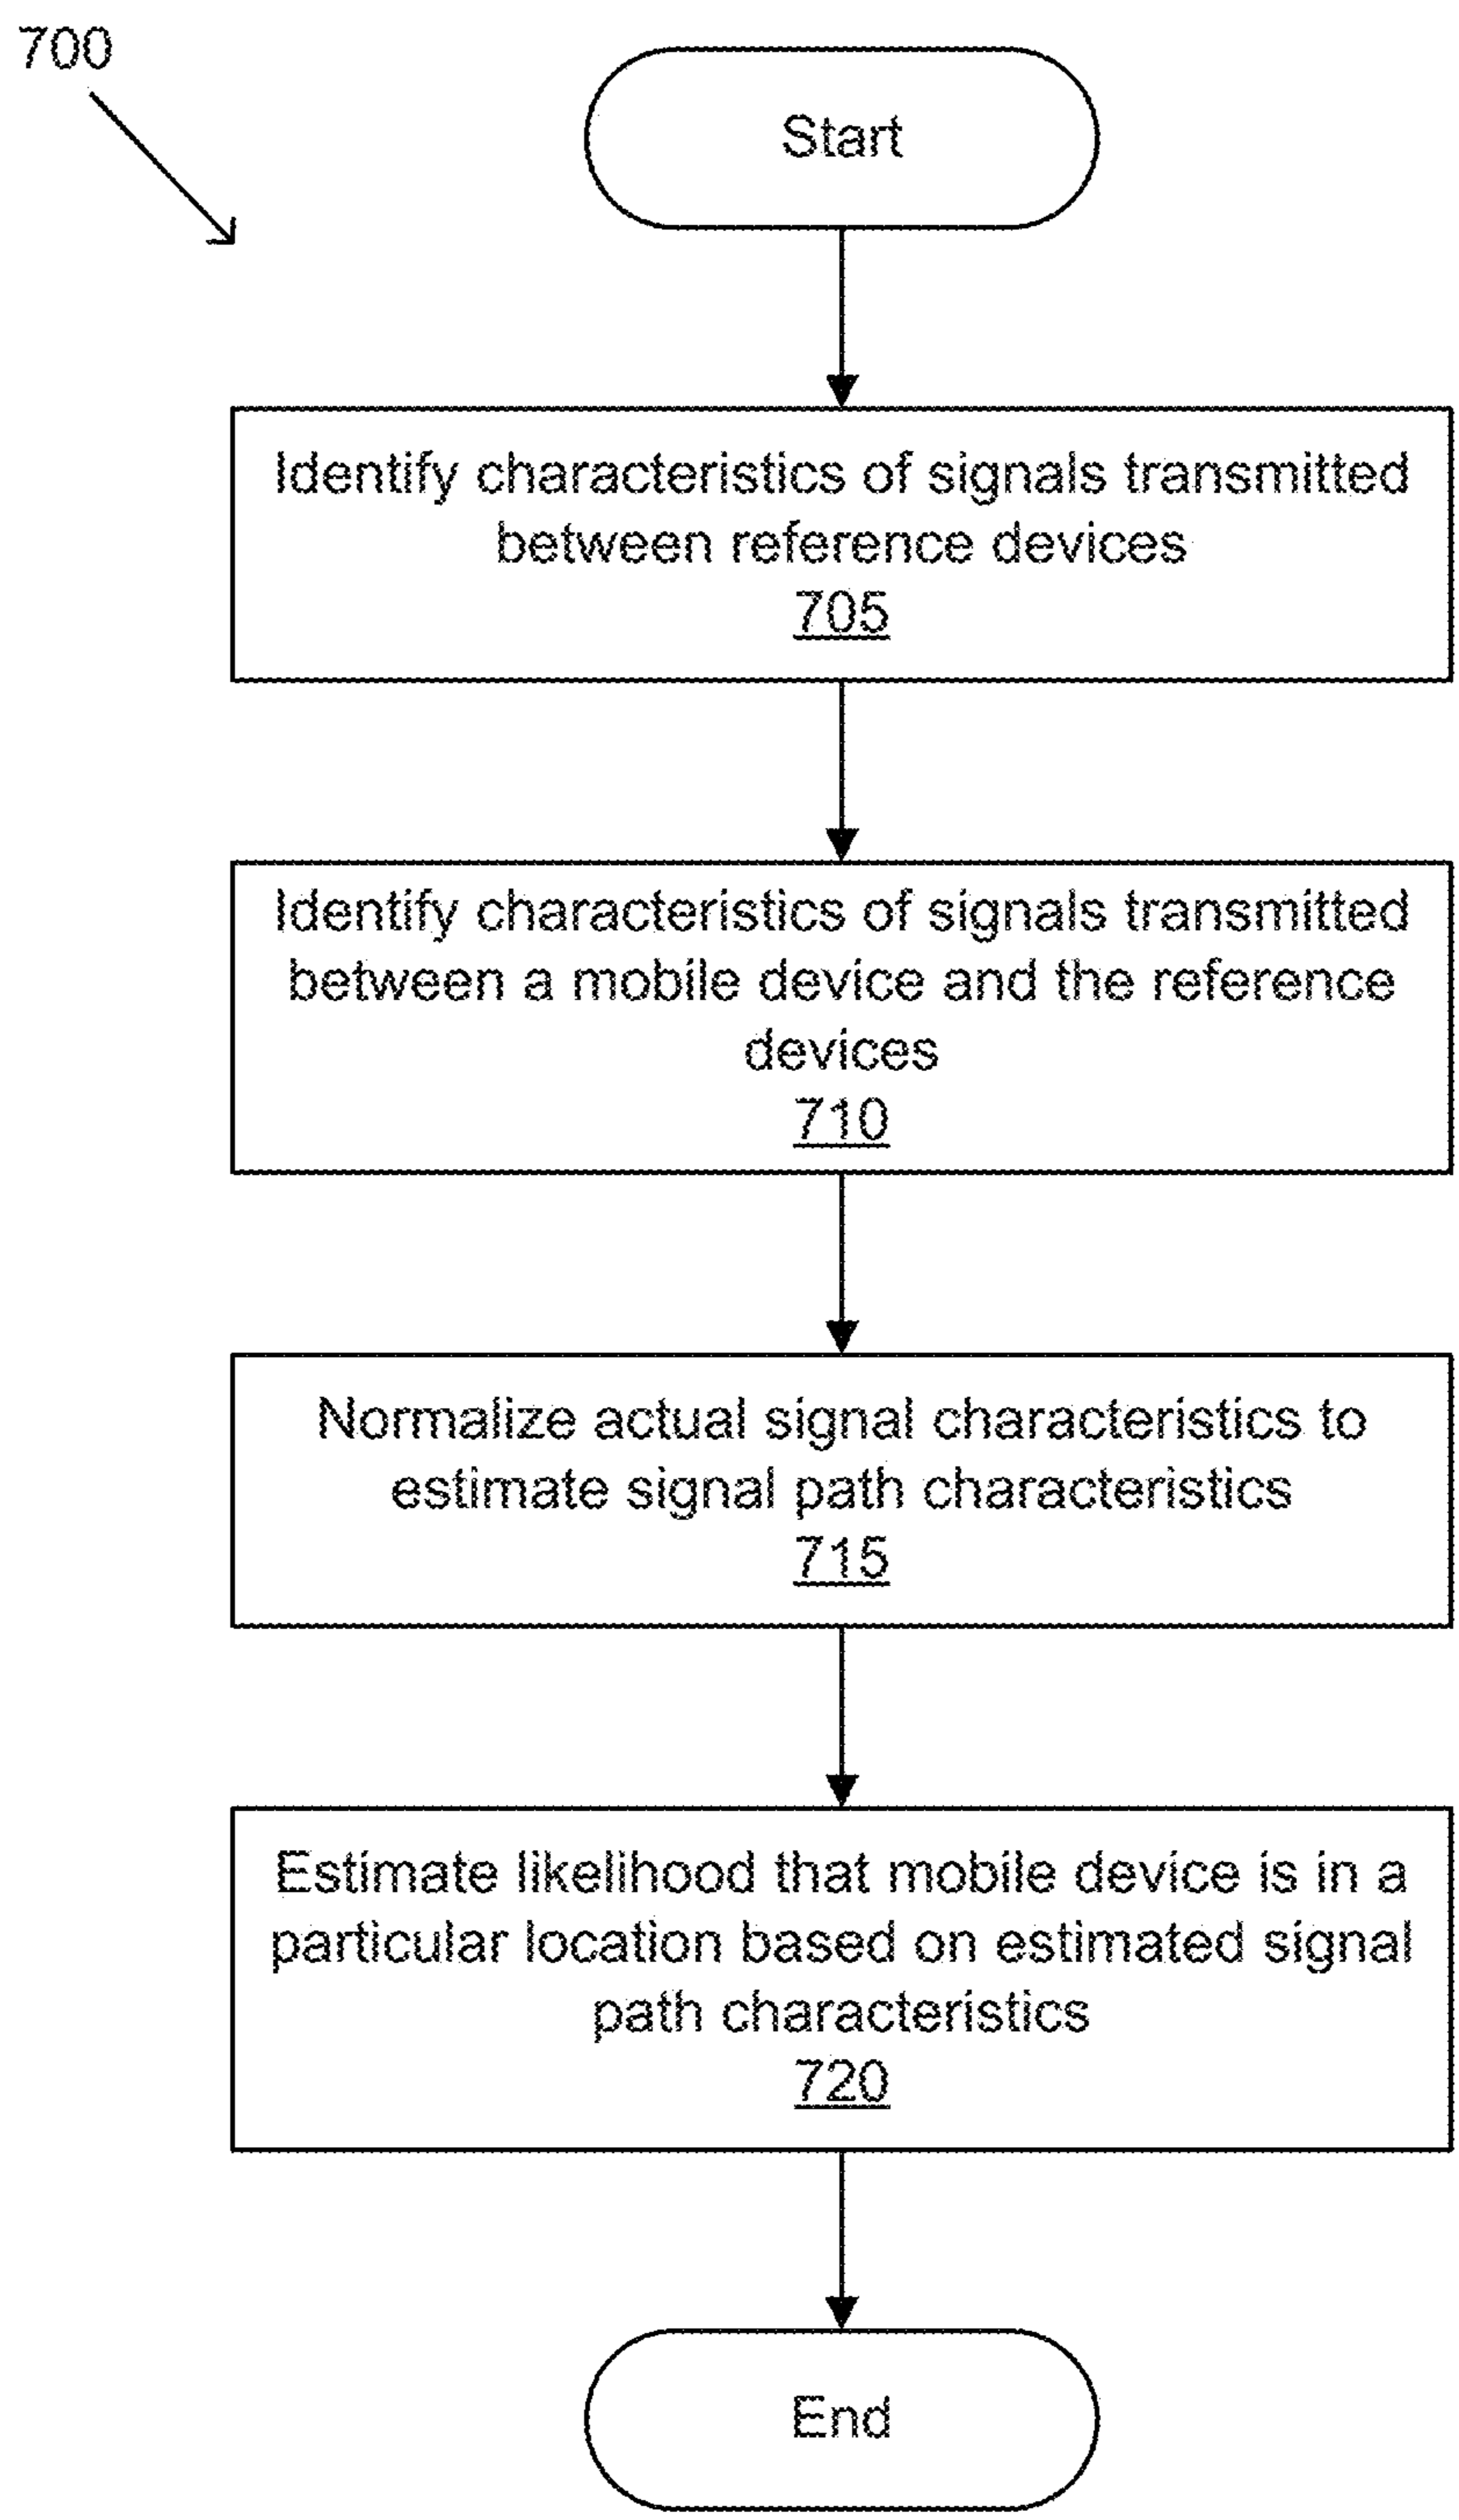 700
Start
Identify characteristics of signals transmitted
between reference devices
705
Identify characteristics of signals transmitted
between a mobile device and the reference
devices
710
Normalize actual signal characteristics to
estimate signal path characteristics
715
Estimate likelihood that mobile device is in a
particular location based on estimated signal
path characteristics
720
End